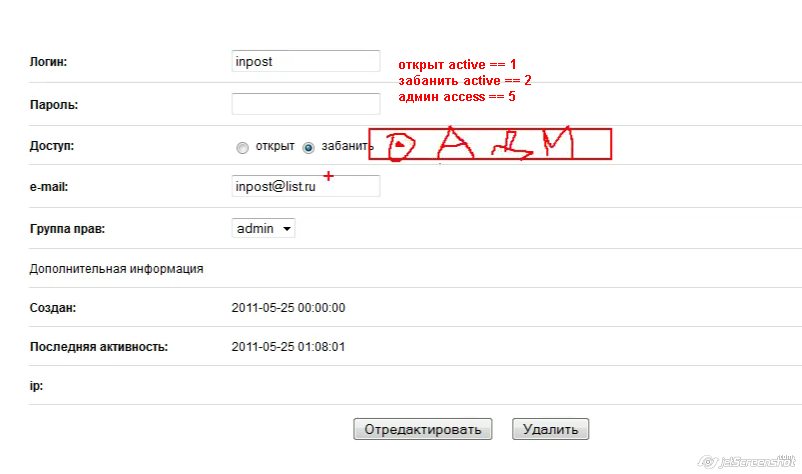 Логин: inpost
открыт active == 1
забанить active == 2
админ access == 5
Пароль:
Доступ: открыт забанить АДМ
e-mail: inpost@list.ru
Группа прав: admin
Дополнительная информация
Создан: 2011-05-25 00:00:00
Последняя активность: 2011-05-25 01:08:01
ip:
Отредактировать Удалить
jetScreenshot